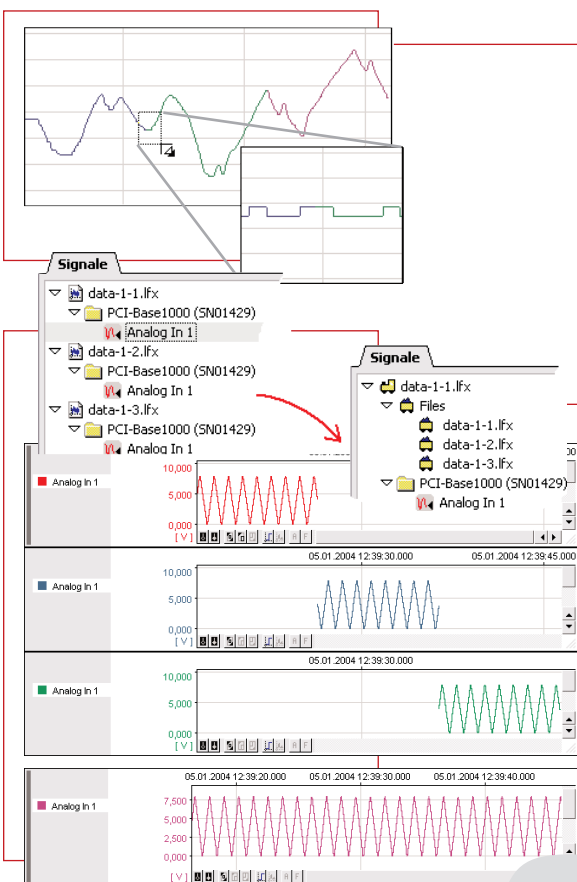 Signale
data-1-1.lfx
PCI-Base1000 (SN01429)
Analog In 1
data-1-2.lfx
PCI-Base1000 (SN01429)
Analog In 1
data-1-3.lfx
PCI-Base1000 (SN01429)
Analog In 1
Signale
data-1-1.lfx
Files
data-1-1.lfx
data-1-2.lfx
data-1-3.lfx
PCI-Base1000 (SN01429)
Analog In 1
Analog In 1
10,000
5,000
0,000
[V]
05.01.2004 12:39:30.000 05.01.2004 12:39:45.000
Analog In 1
10,000
5,000
0,000
[V]
05.01.2004 12:39:30.000
Analog In 1
10,000
5,000
0,000
[V]
05.01.2004 12:39:20.000 05.01.2004 12:39:30.000 05.01.2004 12:39:40.000
Analog In 1
7,500
5,000
2,500
0,000
[V]